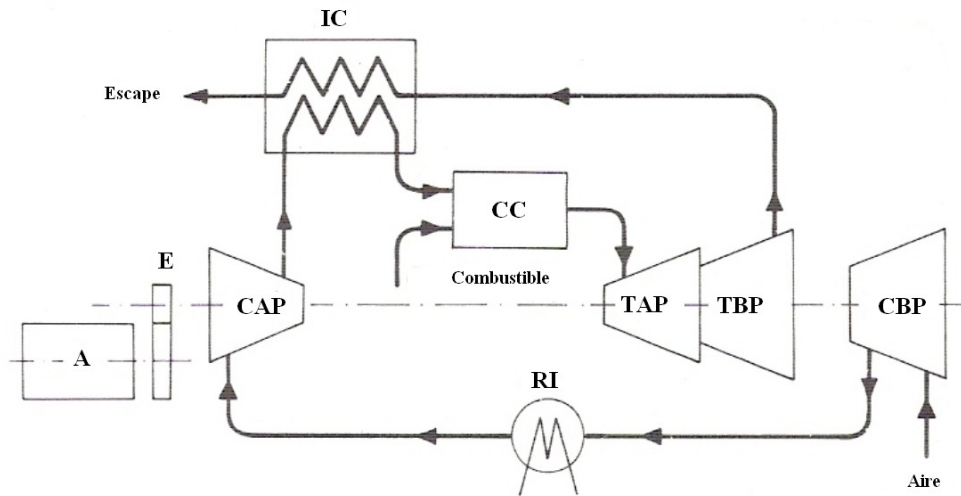 IC
Escape
CC
E
Combustible
CAP
TAP
TBP
CBP
A
RI
Aire